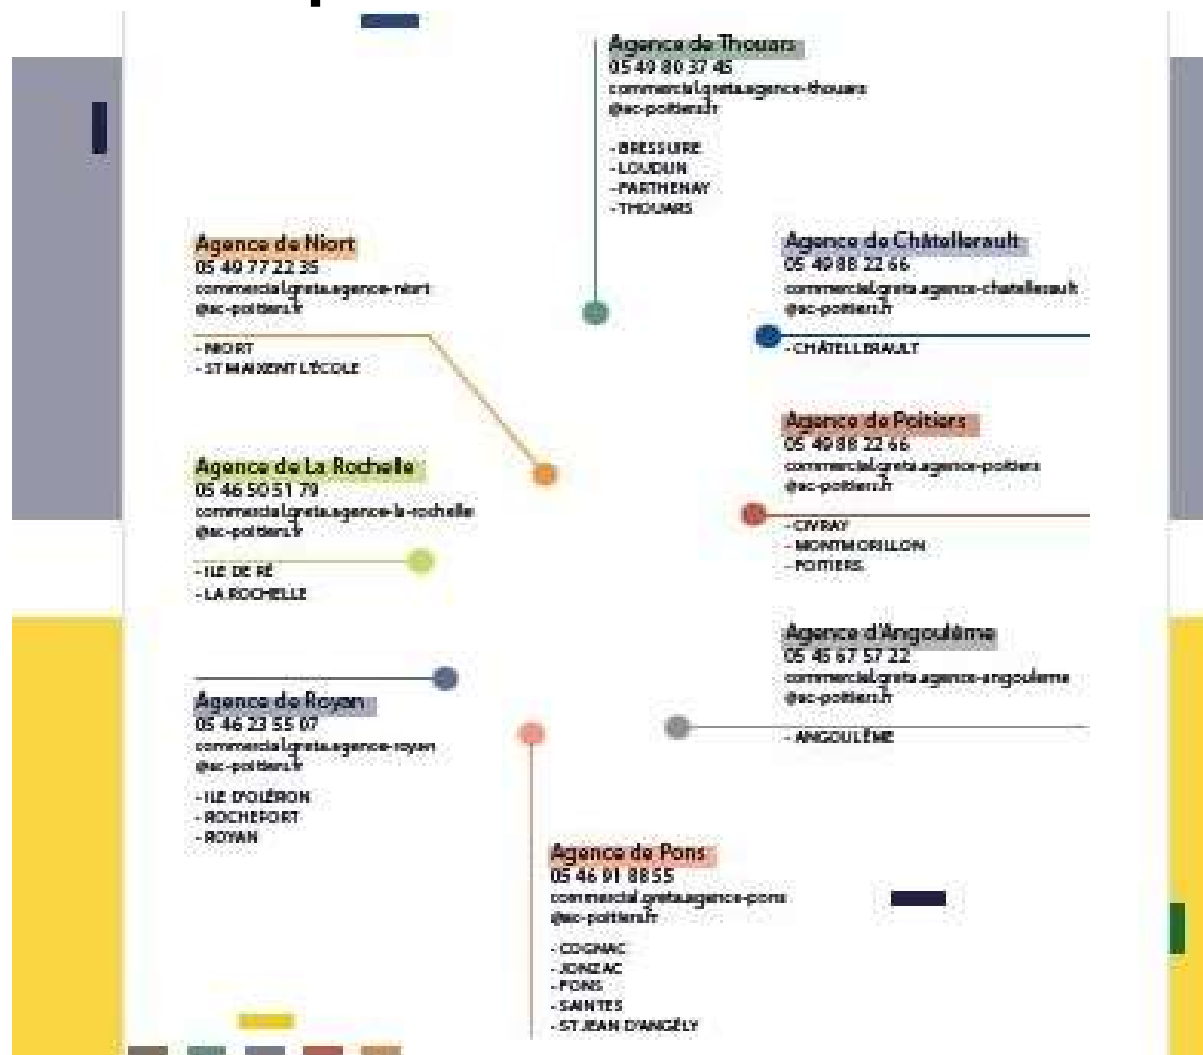 Agence de Thouars
05 49 80 37 45
commercial.greta.agence-thouars
@ac-poitiers.fr
- BRESSUIRE
- LOUDUN
- PARTHENAY
- THOUARS
Agence de Niort
05 49 77 22 35
commercial.greta.agence-niort
@ac-poitiers.fr
- NIORT
- ST MAIXENT L'ÉCOLE
Agence de Châtellerault
05 49 88 22 66
commercial.greta.agence-chatellerault
@ac-poitiers.fr
- CHÂTELLERAULT
Agence de Poitiers
05 49 88 22 66
commercial.greta.agence-poitiers
@ac-poitiers.fr
- CIVRAY
- MONTMORILLON
- POITIERS
Agence de La Rochelle
05 46 50 51 79
commercial.greta.agence-la-rochelle
@ac-poitiers.fr
- ILE DE RÉ
- LA ROCHELLE
Agence d'Angoulême
05 45 67 57 22
commercial.greta.agence-angouleme
@ac-poitiers.fr
- ANGOULÊME
Agence de Royan
05 46 23 55 07
commercial.greta.agence-royan
@ac-poitiers.fr
- ILE D'OLÉRON
- ROCHEFORT
- ROYAN
Agence de Pons
05 46 91 88 55
commercial.greta.agence-pons
@ac-poitiers.fr
- COGNAC
- JONZAC
- PONS
- SAINTES
- ST JEAN D'ANGÉLY